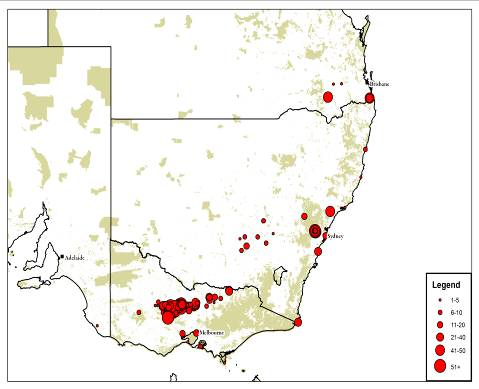 Brisbane
Sydney
Adelaide
Melbourne
Legend
1-5
6-10
11-20
21-40
41-50
51+